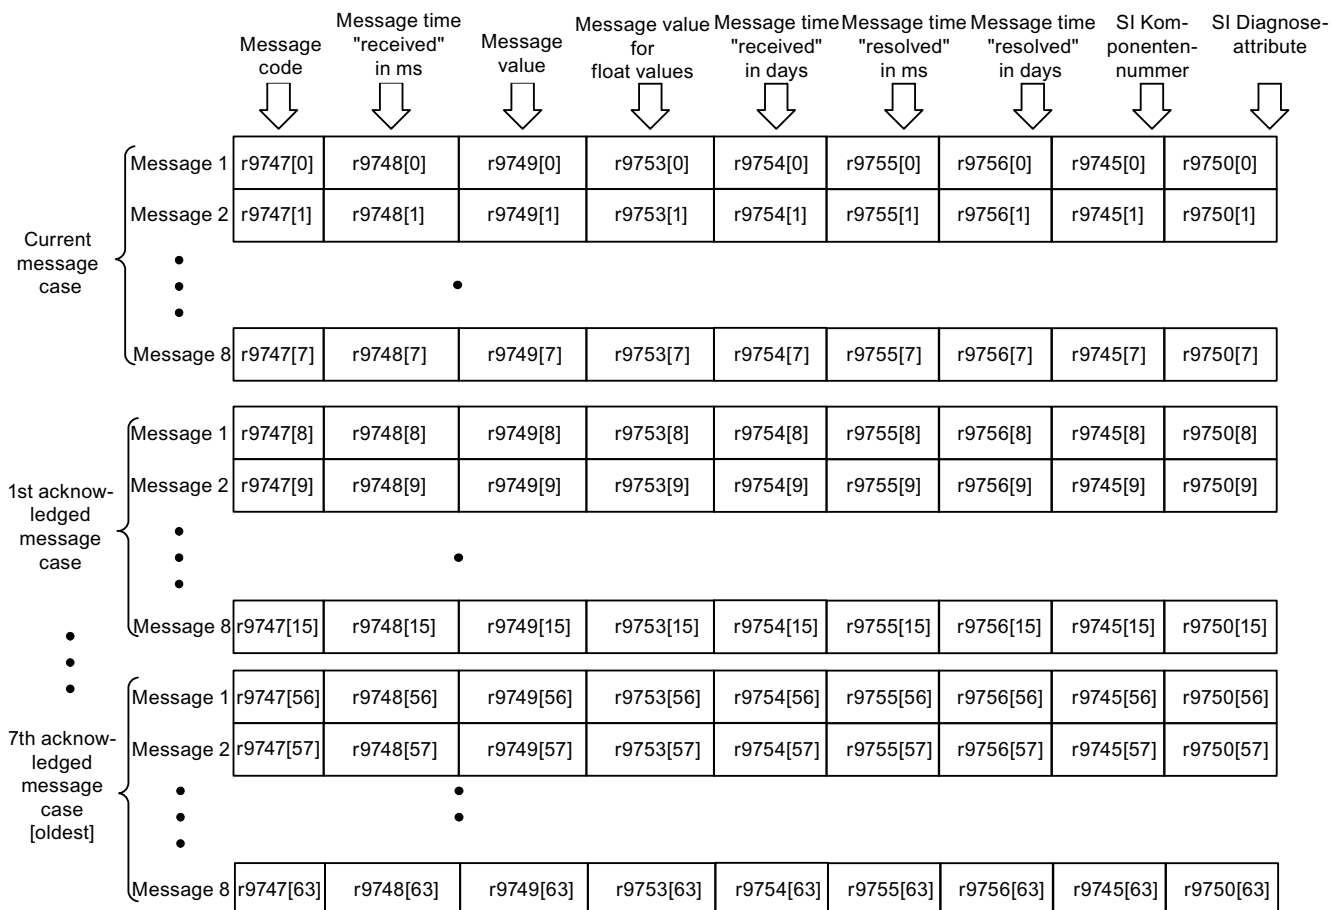 Message code
Message time "received" in ms
Message value
Message value for float values
Message time "received" in days
Message time "resolved" in ms
Message time "resolved" in days
SI Kom-ponenten-nummer
SI Diagnose-attribute
Current message case
Message 1 r9747[0] r9748[0] r9749[0] r9753[0] r9754[0] r9755[0] r9756[0] r9745[0] r9750[0]
Message 2 r9747[1] r9748[1] r9749[1] r9753[1] r9754[1] r9755[1] r9756[1] r9745[1] r9750[1]
Message 8 r9747[7] r9748[7] r9749[7] r9753[7] r9754[7] r9755[7] r9756[7] r9745[7] r9750[7]
1st acknow-ledged message case
Message 1 r9747[8] r9748[8] r9749[8] r9753[8] r9754[8] r9755[8] r9756[8] r9745[8] r9750[8]
Message 2 r9747[9] r9748[9] r9749[9] r9753[9] r9754[9] r9755[9] r9756[9] r9745[9] r9750[9]
Message 8 r9747[15] r9748[15] r9749[15] r9753[15] r9754[15] r9755[15] r9756[15] r9745[15] r9750[15]
7th acknow-ledged message case [oldest]
Message 1 r9747[56] r9748[56] r9749[56] r9753[56] r9754[56] r9755[56] r9756[56] r9745[56] r9750[56]
Message 2 r9747[57] r9748[57] r9749[57] r9753[57] r9754[57] r9755[57] r9756[57] r9745[57] r9750[57]
Message 8 r9747[63] r9748[63] r9749[63] r9753[63] r9754[63] r9755[63] r9756[63] r9745[63] r9750[63]